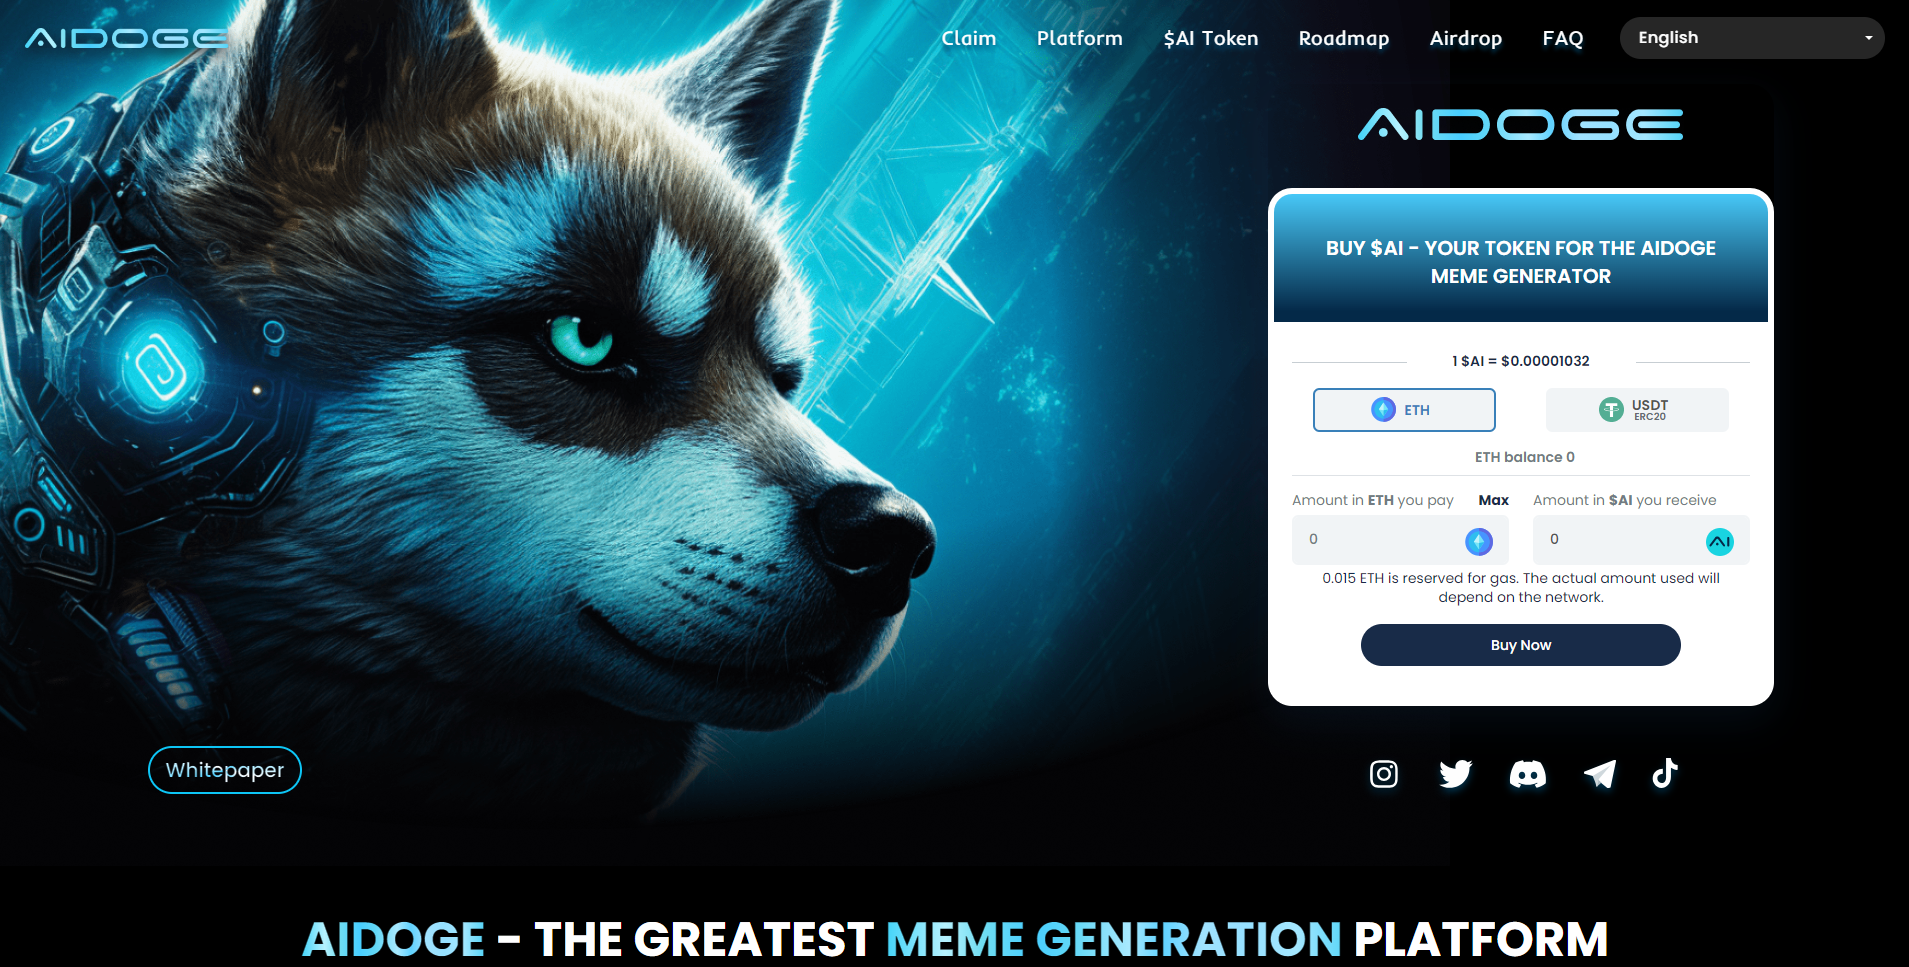 AIDOGE
Claim
Platform
$AI Token
Roadmap
Airdrop
FAQ
English
AIDOGE
BUY $AI - YOUR TOKEN FOR THE AIDOGE
MEME GENERATOR
1 $AI = $0.00001032
ETH
USDT
ERC20
ETH balance 0
Amount in ETH you pay
Max
Amount in $AI you receive
0
0
AI
0.015 ETH is reserved for gas. The actual amount used will
depend on the network.
Buy Now
Whitepaper
AIDOGE - THE GREATEST MEME GENERATION PLATFORM